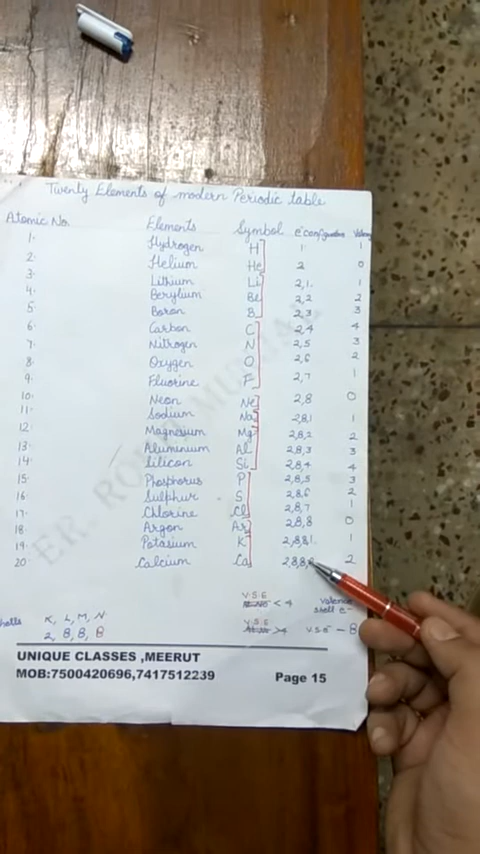 Twenty Elements of modern Periodic table
Atomic No. Elements Symbol e⁻configuration Valency
1. Hydrogen H 1 1
2. Helium He 2 0
3. Lithium Li 2,1 1
4. Berylium Be 2,2 2
5. Boron B 2,3 3
6. Carbon C 2,4 4
7. Nitrogen N 2,5 3
8. Oxygen O 2,6 2
9. Fluorine F 2,7 1
10. Neon Ne 2,8 0
11. Sodium Na 2,8,1 1
12 Magnesium Mg 2,8,2 2
13. Aluminium Al 2,8,3 3
14 Silicon Si 2,8,4 4
15. Phosphorus P 2,8,5 3
16. Sulphur S 2,8,6 2
17. Chlorine Cl 2,8,7 1
18. Argon Ar 2,8,8 0
19. Potasium K 2,8,8,1. 1
20. Calcium Ca 2,8,8, 2
V.S.E < 4 Valence shell e⁻
V.S.E >4 V.S.E⁻ – 8
Shells K, L, M, N
2, 8, 8, 8
UNIQUE CLASSES ,MEERUT
MOB:7500420696,7417512239 Page 15